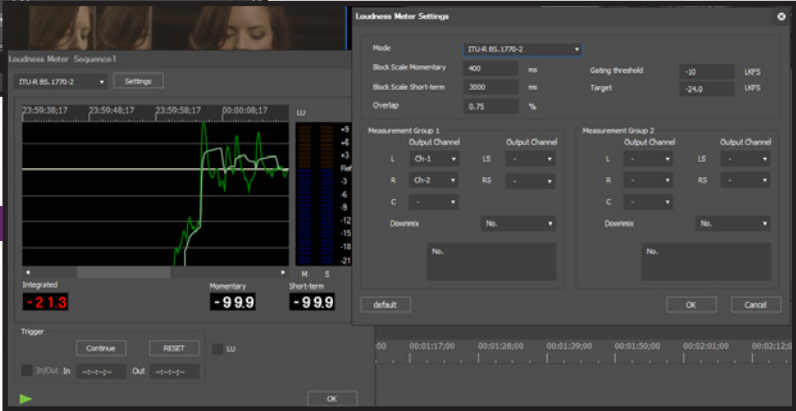 Loudness Meter Sequence1
ITU-R BS.1770-2 Settings
23:59:38;17 23:59:48;17 23:59:58;17 00:00:08;17 LU
+9
+6
+3
Ref
-3
-6
-9
-12
-15
-18
-21
M S
Integrated Momentary Short-term
-21.3 -99.9 -99.9
Trigger
Continue RESET LU
In/Out In --:--:-- Out --:--:--
OK
Loudness Meter Settings
Mode ITU-R BS.1770-2
Block Scale Momentary 400 ms Gating threshold -10 LKFS
Block Scale Short-term 3000 ms Target -24.0 LKFS
Overlap 0.75 %
Measurement Group 1 Measurement Group 2
Output Channel Output Channel Output Channel Output Channel
L Ch-1 LS - L - LS -
R Ch-2 RS - R - RS -
C - C -
Downmix No. Downmix No.
No. No.
default OK Cancel
:00 00:01:17;00 00:01:28;00 00:01:39;00 00:01:50;00 00:02:01;00 00:02:12;0